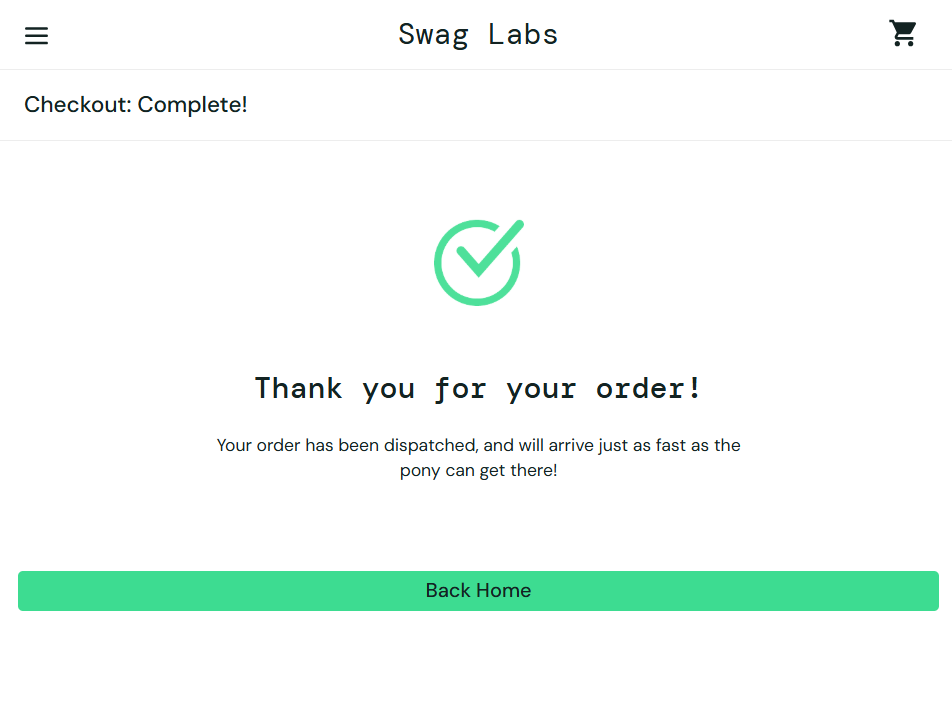 Swag Labs
Checkout: Complete!
Thank you for your order!
Your order has been dispatched, and will arrive just as fast as the
pony can get there!
Back Home